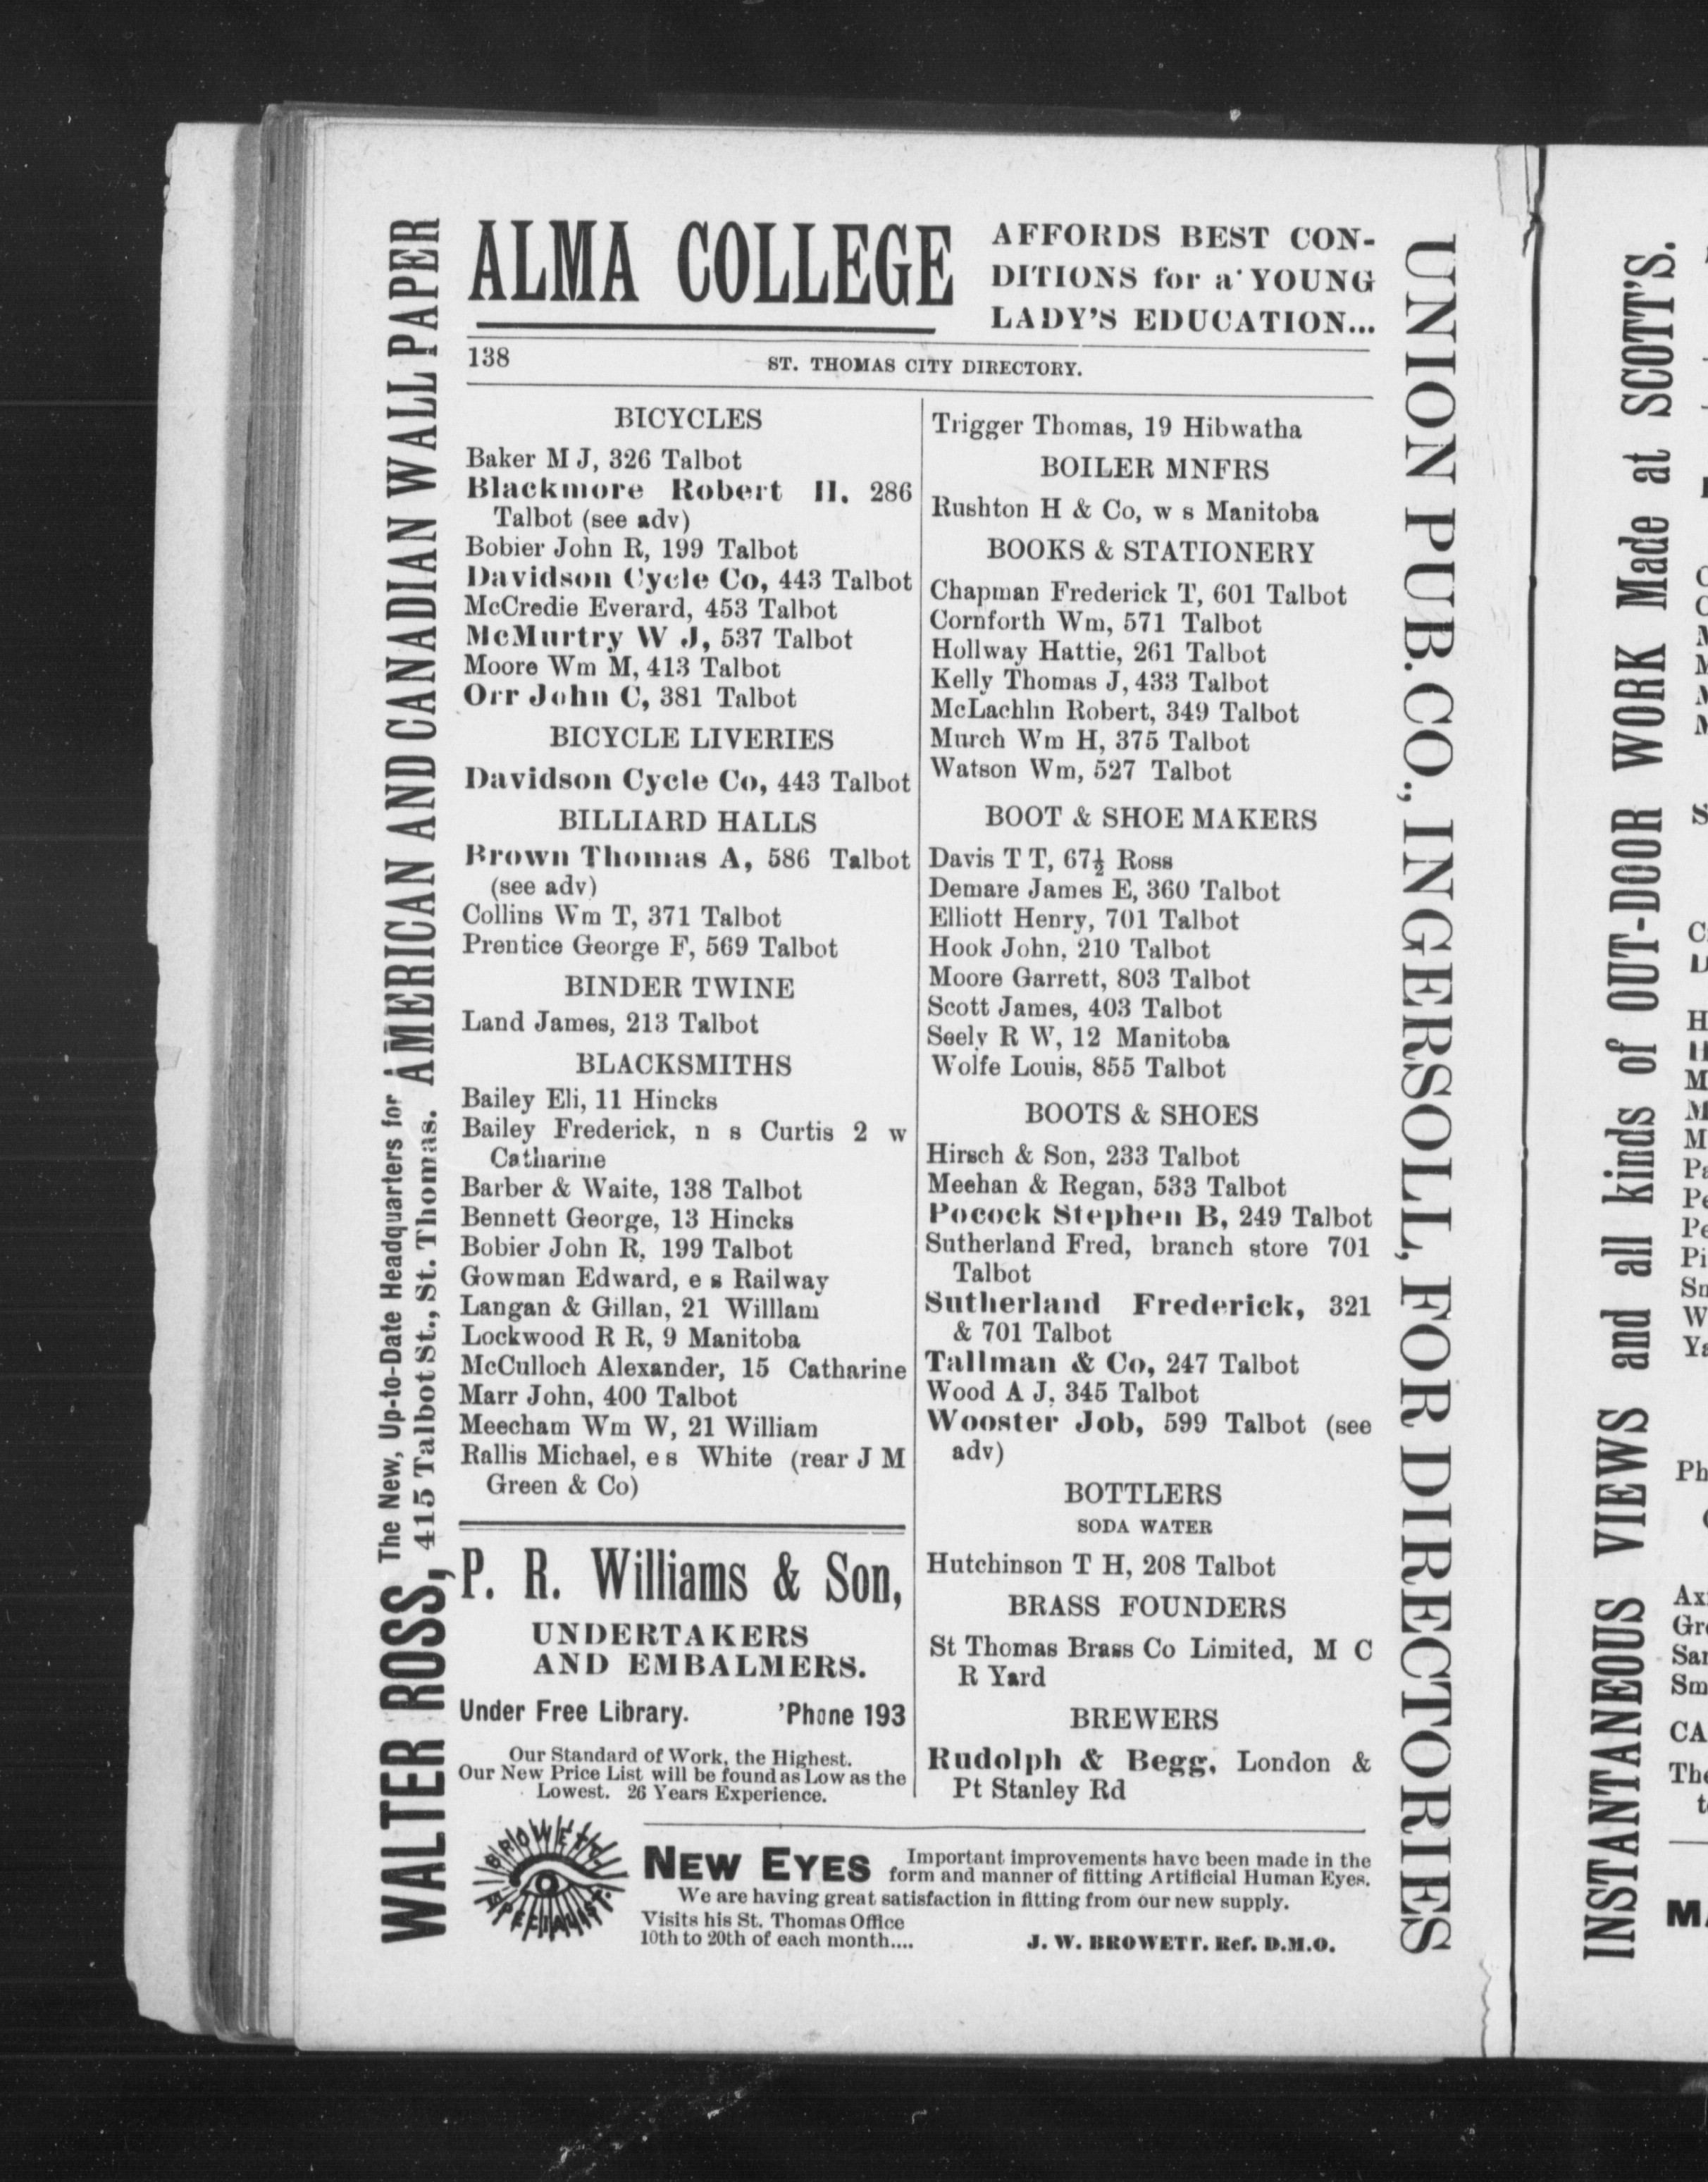 ALMA COLLEGE
AFFORDS BEST CON-
DITIONS for a YOUNG
LADY'S EDUCATION...
138
ST. THOMAS CITY DIRECTORY.
BICYCLES
Baker M J, 326 Talbot
Blackmore Robert H. 286
Talbot (see adv)
Bobier John R, 199 Talbot
Davidson Cycle Co, 443 Talbot
McCredie Everard, 453 Talbot
McMurtry W J, 537 Talbot
Moore Wm M, 413 Talbot
Orr John C, 381 Talbot
BICYCLE LIVERIES
Davidson Cycle Co, 443 Talbot
BILLIARD HALLS
Brown Thomas A, 586 Talbot
(see adv)
Collins Wm T, 371 Talbot
Prentice George F, 569 Talbot
BINDER TWINE
Land James, 213 Talbot
BLACKSMITHS
Bailey Eli, 11 Hincks
Bailey Frederick, n s Curtis 2 w
Catharine
Barber & Waite, 138 Talbot
Bennett George, 13 Hincks
Bobier John R, 199 Talbot
Gowman Edward, e s Railway
Langan & Gillan, 21 Willlam
Lockwood R R, 9 Manitoba
McCulloch Alexander, 15 Catharine
Marr John, 400 Talbot
Meecham Wm W, 21 William
Rallis Michael, e s White (rear J M
Green & Co)
P. R. Williams & Son,
UNDERTAKERS
AND EMBALMERS.
Under Free Library. 'Phone 193
Our Standard of Work, the Highest.
Our New Price List will be found as Low as the
Lowest. 26 Years Experience.
Trigger Thomas, 19 Hibwatha
BOILER MNFRS
Rushton H & Co, w s Manitoba
BOOKS & STATIONERY
Chapman Frederick T, 601 Talbot
Cornforth Wm, 571 Talbot
Hollway Hattie, 261 Talbot
Kelly Thomas J, 433 Talbot
McLachlin Robert, 349 Talbot
Murch Wm H, 375 Talbot
Watson Wm, 527 Talbot
BOOT & SHOE MAKERS
Davis T T, 67½ Ross
Demare James E, 360 Talbot
Elliott Henry, 701 Talbot
Hook John, 210 Talbot
Moore Garrett, 803 Talbot
Scott James, 403 Talbot
Seely R W, 12 Manitoba
Wolfe Louis, 855 Talbot
BOOTS & SHOES
Hirsch & Son, 233 Talbot
Meehan & Regan, 533 Talbot
Pocock Stephen B, 249 Talbot
Sutherland Fred, branch store 701
Talbot
Sutherland Frederick, 321
& 701 Talbot
Tallman & Co, 247 Talbot
Wood A J, 345 Talbot
Wooster Job, 599 Talbot (see
adv)
BOTTLERS
SODA WATER
Hutchinson T H, 208 Talbot
BRASS FOUNDERS
St Thomas Brass Co Limited, M C
R Yard
BREWERS
Rudolph & Begg, London &
Pt Stanley Rd
BROWETT
SPECIALIST.
NEW EYES
Important improvements have been made in the
form and manner of fitting Artificial Human Eyes.
We are having great satisfaction in fitting from our new supply.
Visits his St. Thomas Office
10th to 20th of each month....
J. W. BROWETT. Ref. D.M.O.
WALTER ROSS, The New, Up-to-Date Headquarters for AMERICAN AND CANADIAN WALL PAPER
415 Talbot St., St. Thomas.
UNION PUB. CO., INGERSOLL, FOR DIRECTORIES
INSTANTANEOUS VIEWS and all kinds of OUT-DOOR WORK Made at SCOTT'S.